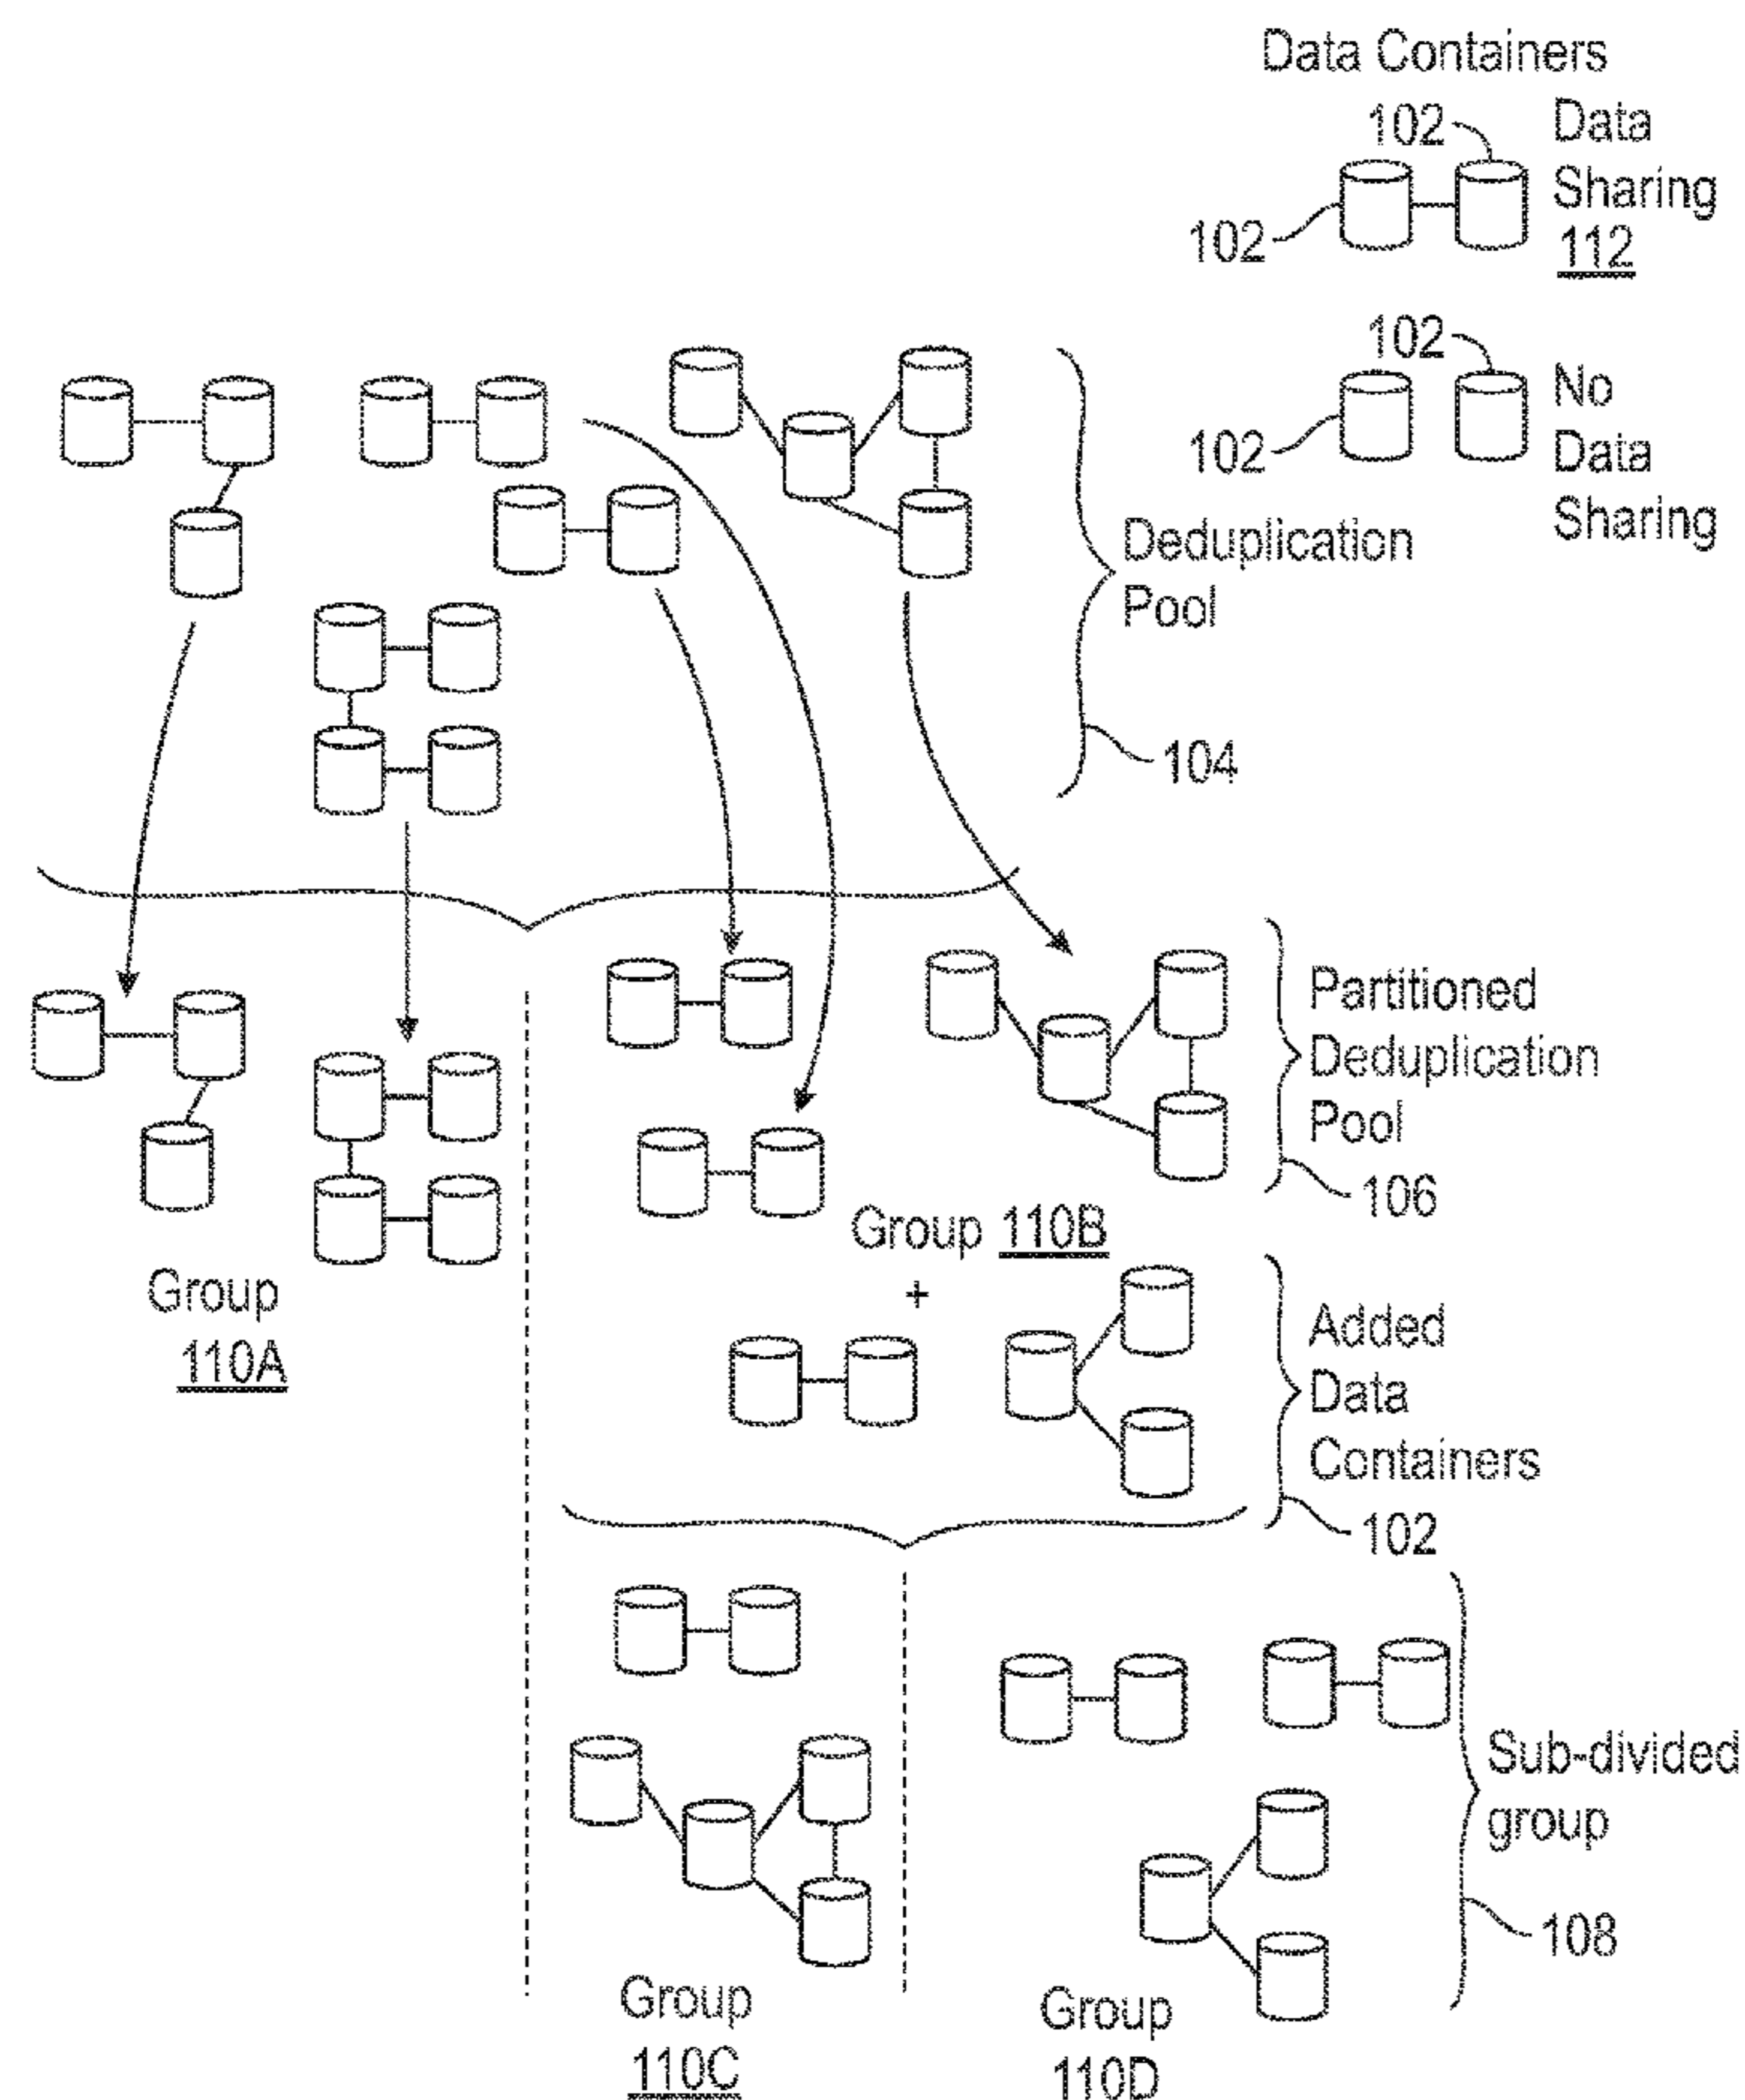 Data Containers
102
Data
Sharing
112
102
102
No
Data
Sharing
102
Deduplication
Pool
104
Partitioned
Deduplication
Pool
106
Group 110B
+
Group
110A
Added
Data
Containers
102
Sub-divided
group
108
Group
110C
Group
110D